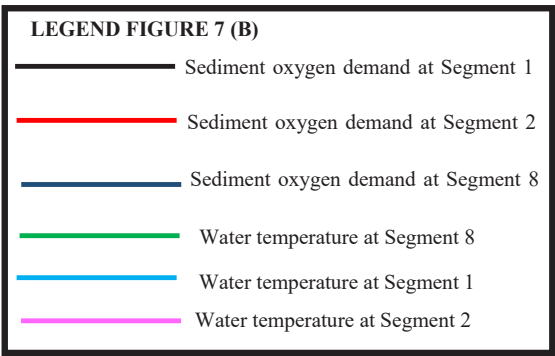 LEGEND FIGURE 7 (B)
Sediment oxygen demand at Segment 1
Sediment oxygen demand at Segment 2
Sediment oxygen demand at Segment 8
Water temperature at Segment 8
Water temperature at Segment 1
Water temperature at Segment 2